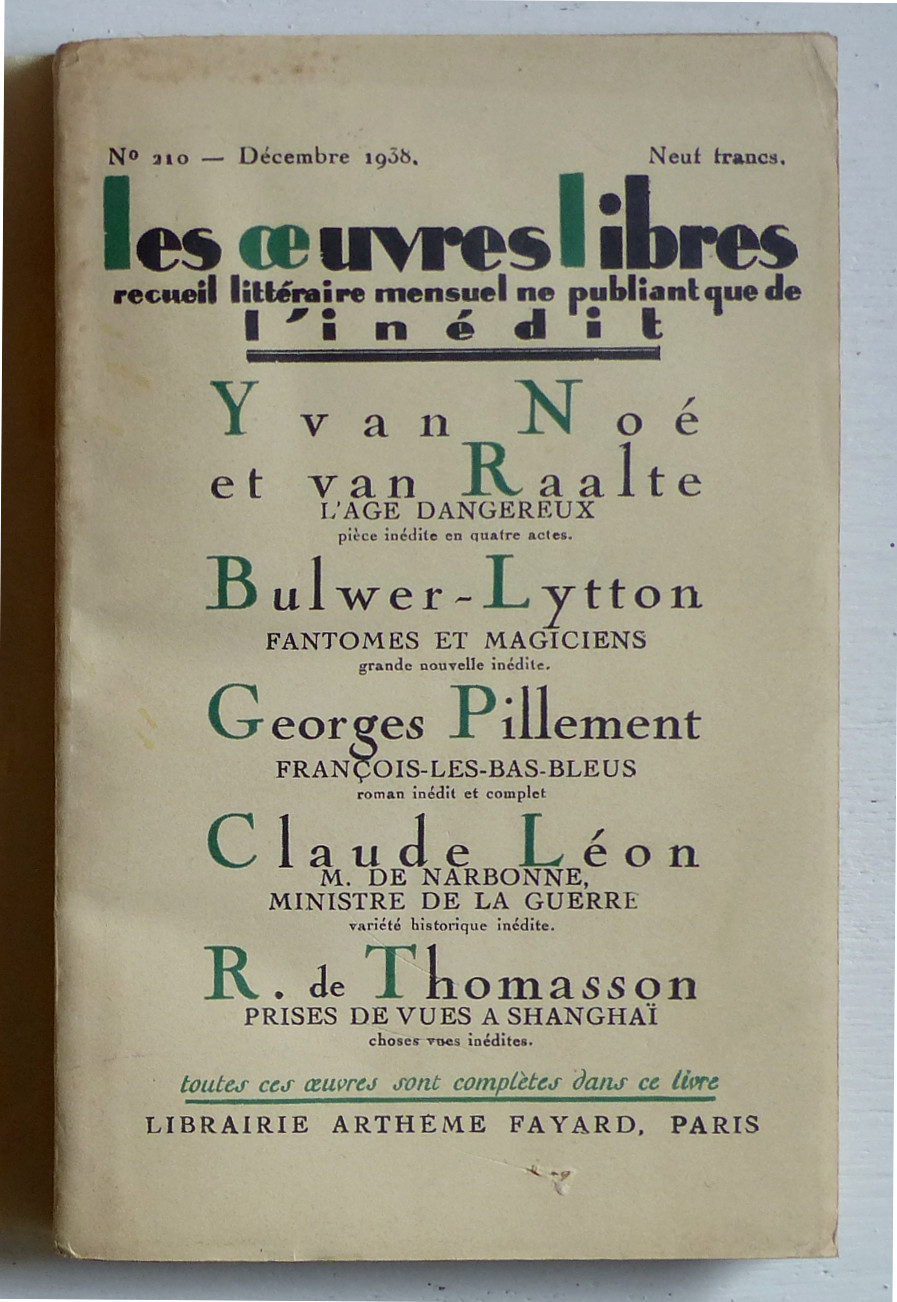 Nº 210 — Décembre 1938.
Neuf francs.
les œuvres libres
recueil littéraire mensuel ne publiant que de
l'inédit
Yvan Noé
et van Raalte
L'AGE DANGEREUX
pièce inédite en quatre actes.
Bulwer-Lytton
FANTOMES ET MAGICIENS
grande nouvelle inédite.
Georges Pillement
FRANÇOIS-LES-BAS-BLEUS
roman inédit et complet
Claude Léon
M. DE NARBONNE,
MINISTRE DE LA GUERRE
variété historique inédite.
R. de Thomasson
PRISES DE VUES A SHANGHAÏ
choses vues inédites.
toutes ces œuvres sont complètes dans ce livre
LIBRAIRIE ARTHÈME FAYARD, PARIS